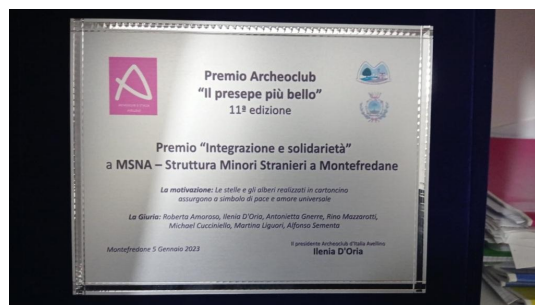 Premio Archeoclub
“Il presepe più bello”
11ª edizione
Premio “Integrazione e solidarietà”
a MSNA – Struttura Minori Stranieri a Montefredane
La motivazione: Le stelle e gli alberi realizzati in cartoncino
assurgono a simbolo di pace e amore universale
La Giuria: Roberta Amoroso, Ilenia D'Oria, Antonietta Gnerre, Rino Mazzarotti,
Michael Cucciniello, Martina Liguori, Alfonso Sementa
Montefredane 5 Gennaio 2023
Il presidente Archeoclub d'Italia Avellino
Ilenia D'Oria